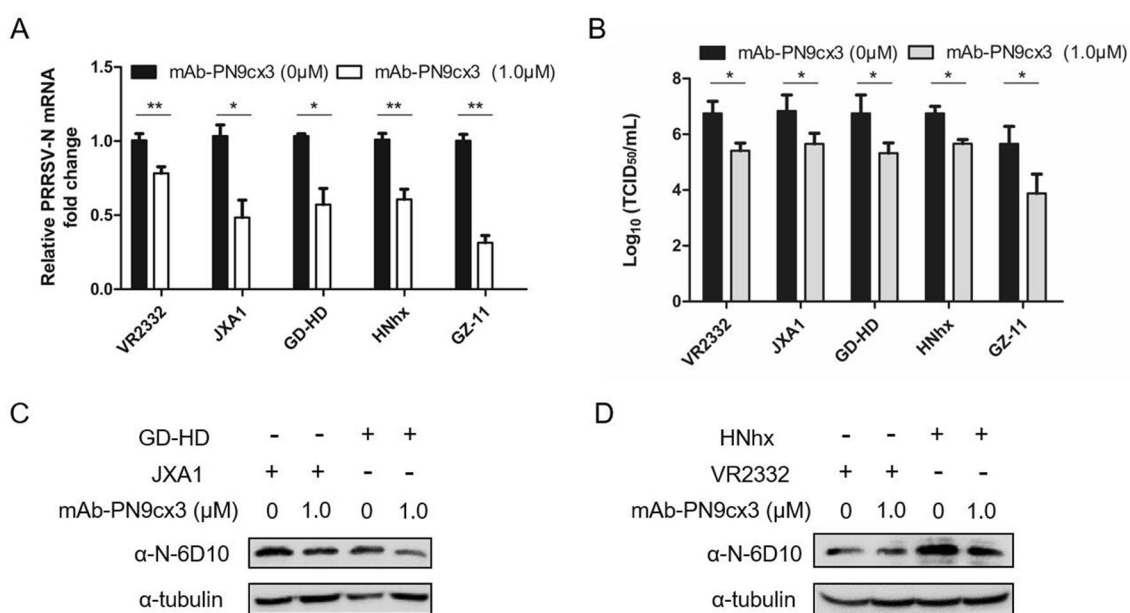 A
mAb-PN9cx3 (0μM) mAb-PN9cx3 (1.0μM)
Relative PRRSV-N mRNA
fold change
1.5
1.0
0.5
0.0
** * * ** **
VR2332 JXA1 GD-HD HNhx GZ-11
B
mAb-PN9cx3 (0μM) mAb-PN9cx3 (1.0μM)
Log10 (TCID50/mL)
8
6
4
2
0
* * * * *
VR2332 JXA1 GD-HD HNhx GZ-11
C
GD-HD - - + +
JXA1 + + - -
mAb-PN9cx3 (μM) 0 1.0 0 1.0
α-N-6D10
α-tubulin
D
HNhx - - + +
VR2332 + + - -
mAb-PN9cx3 (μM) 0 1.0 0 1.0
α-N-6D10
α-tubulin